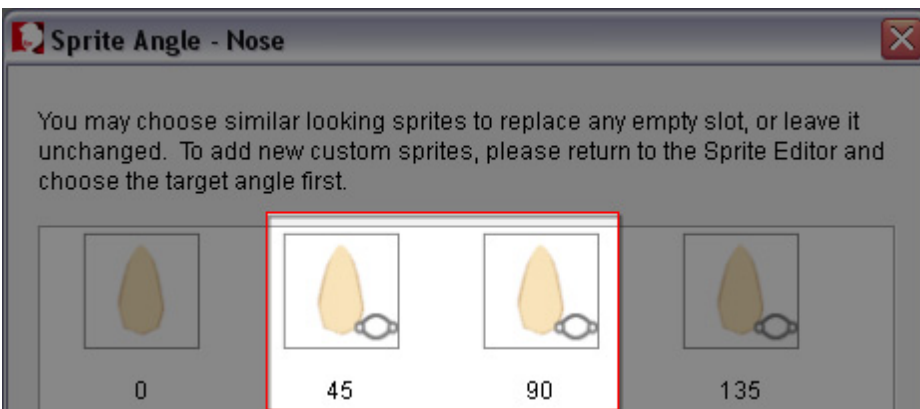 Sprite Angle - Nose
You may choose similar looking sprites to replace any empty slot, or leave it
unchanged. To add new custom sprites, please return to the Sprite Editor and
choose the target angle first.
0 45 90 135